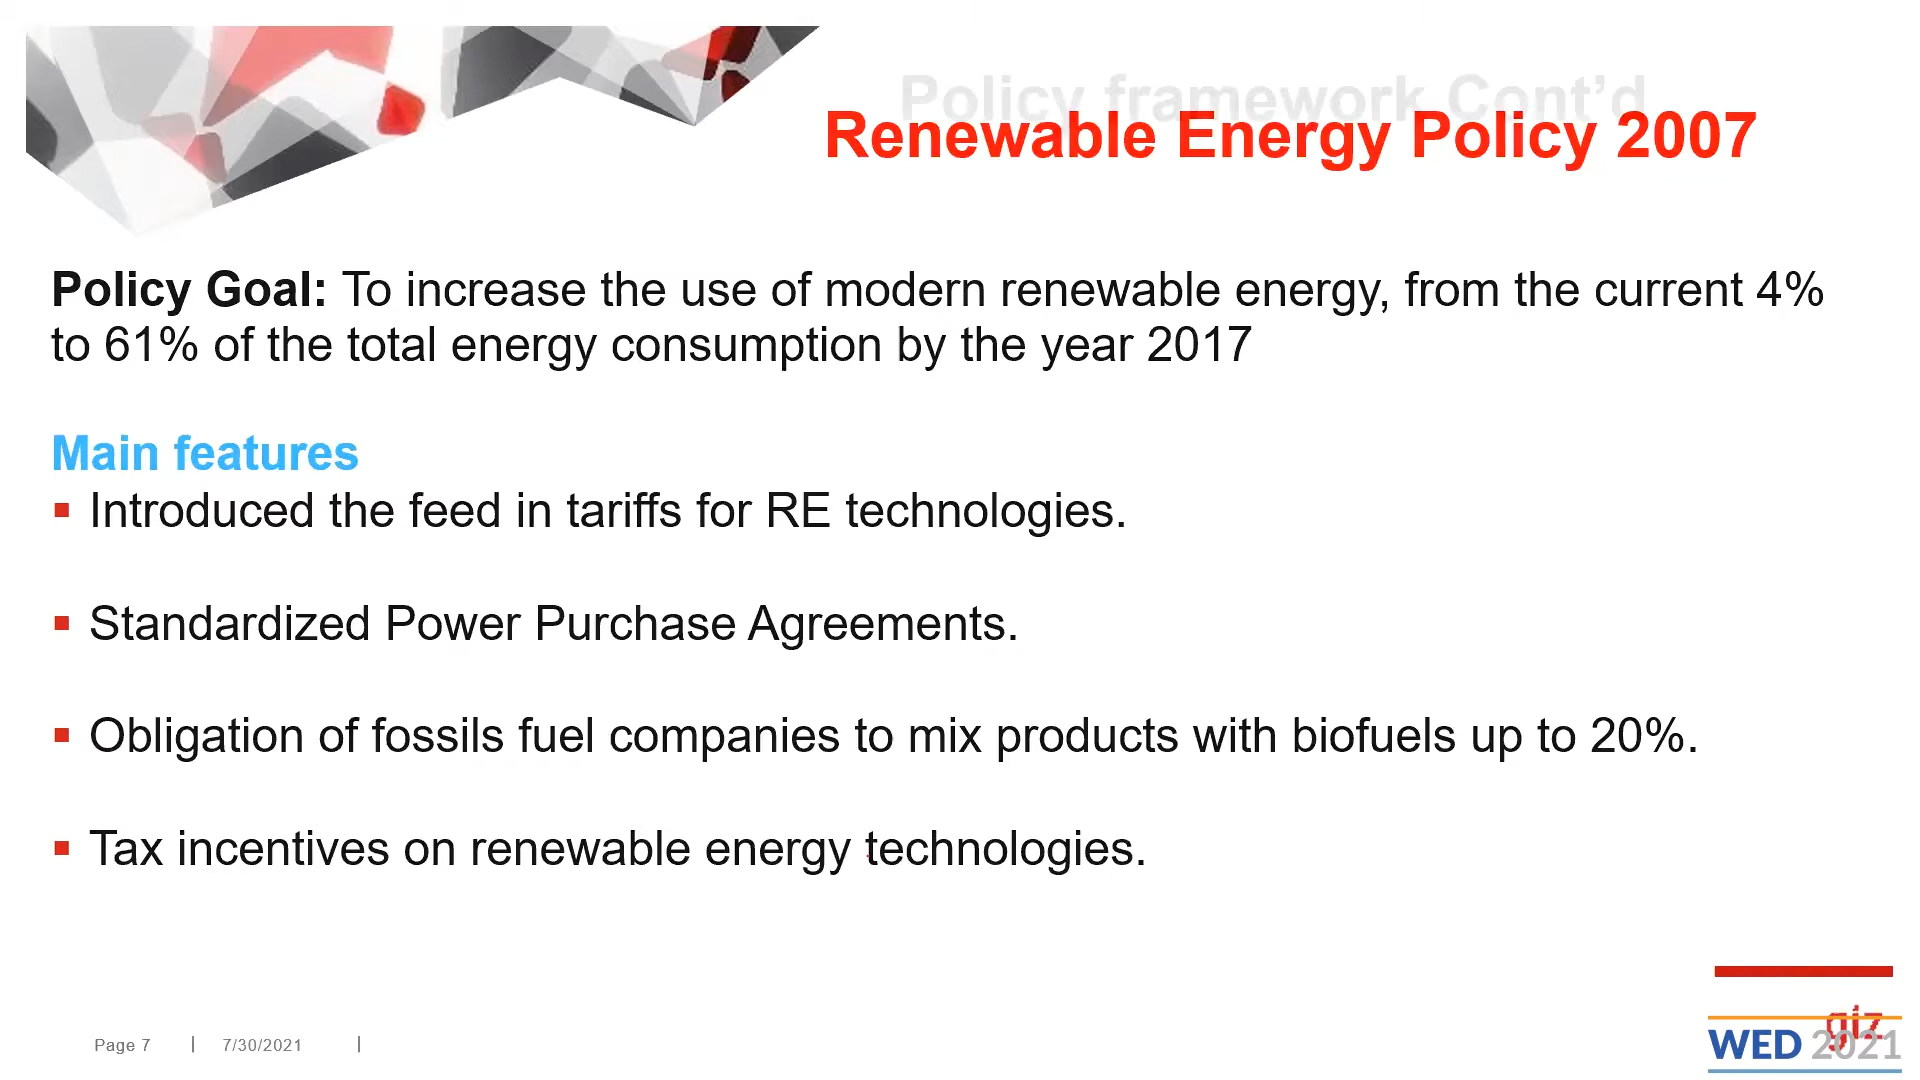 Policy framework Cont’d
Renewable Energy Policy 2007
Policy Goal: To increase the use of modern renewable energy, from the current 4%
to 61% of the total energy consumption by the year 2017
Main features
▪ Introduced the feed in tariffs for RE technologies.
▪ Standardized Power Purchase Agreements.
▪ Obligation of fossils fuel companies to mix products with biofuels up to 20%.
▪ Tax incentives on renewable energy technologies.
Page 7 | 7/30/2021 |
giz
WED 2021